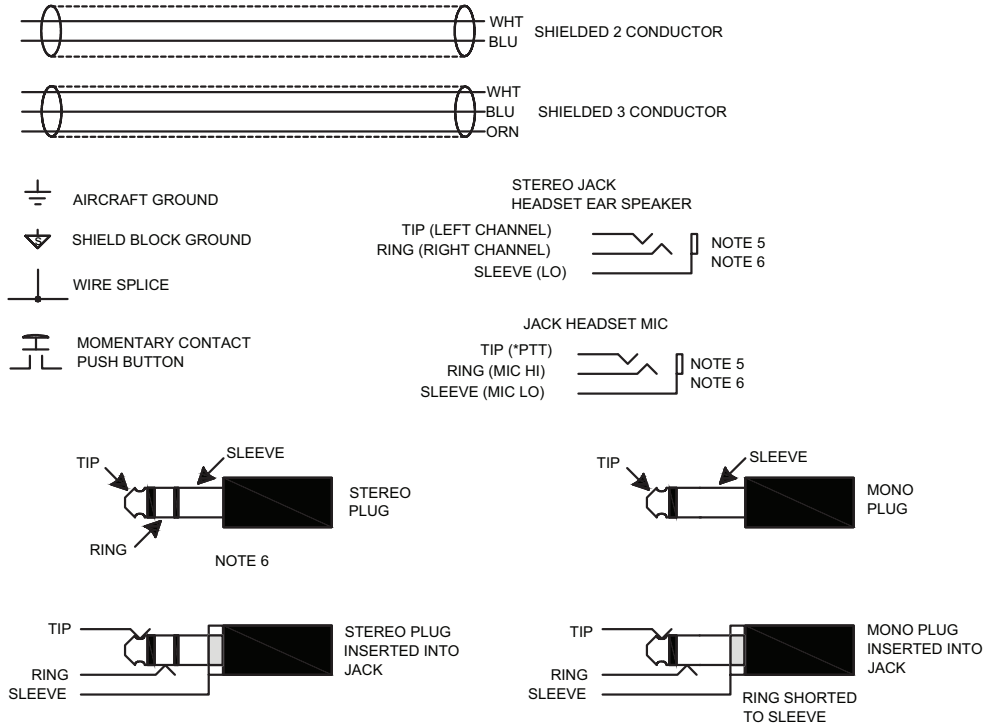 WHT
BLU
SHIELDED 2 CONDUCTOR
WHT
BLU
ORN
SHIELDED 3 CONDUCTOR
AIRCRAFT GROUND
S
SHIELD BLOCK GROUND
WIRE SPLICE
MOMENTARY CONTACT
PUSH BUTTON
STEREO JACK
HEADSET EAR SPEAKER
TIP (LEFT CHANNEL)
RING (RIGHT CHANNEL)
SLEEVE (LO)
NOTE 5
NOTE 6
JACK HEADSET MIC
TIP (*PTT)
RING (MIC HI)
SLEEVE (MIC LO)
NOTE 5
NOTE 6
TIP
SLEEVE
RING
STEREO
PLUG
NOTE 6
TIP
SLEEVE
MONO
PLUG
TIP
RING
SLEEVE
STEREO PLUG
INSERTED INTO
JACK
TIP
RING
SLEEVE
MONO PLUG
INSERTED INTO
JACK
RING SHORTED
TO SLEEVE